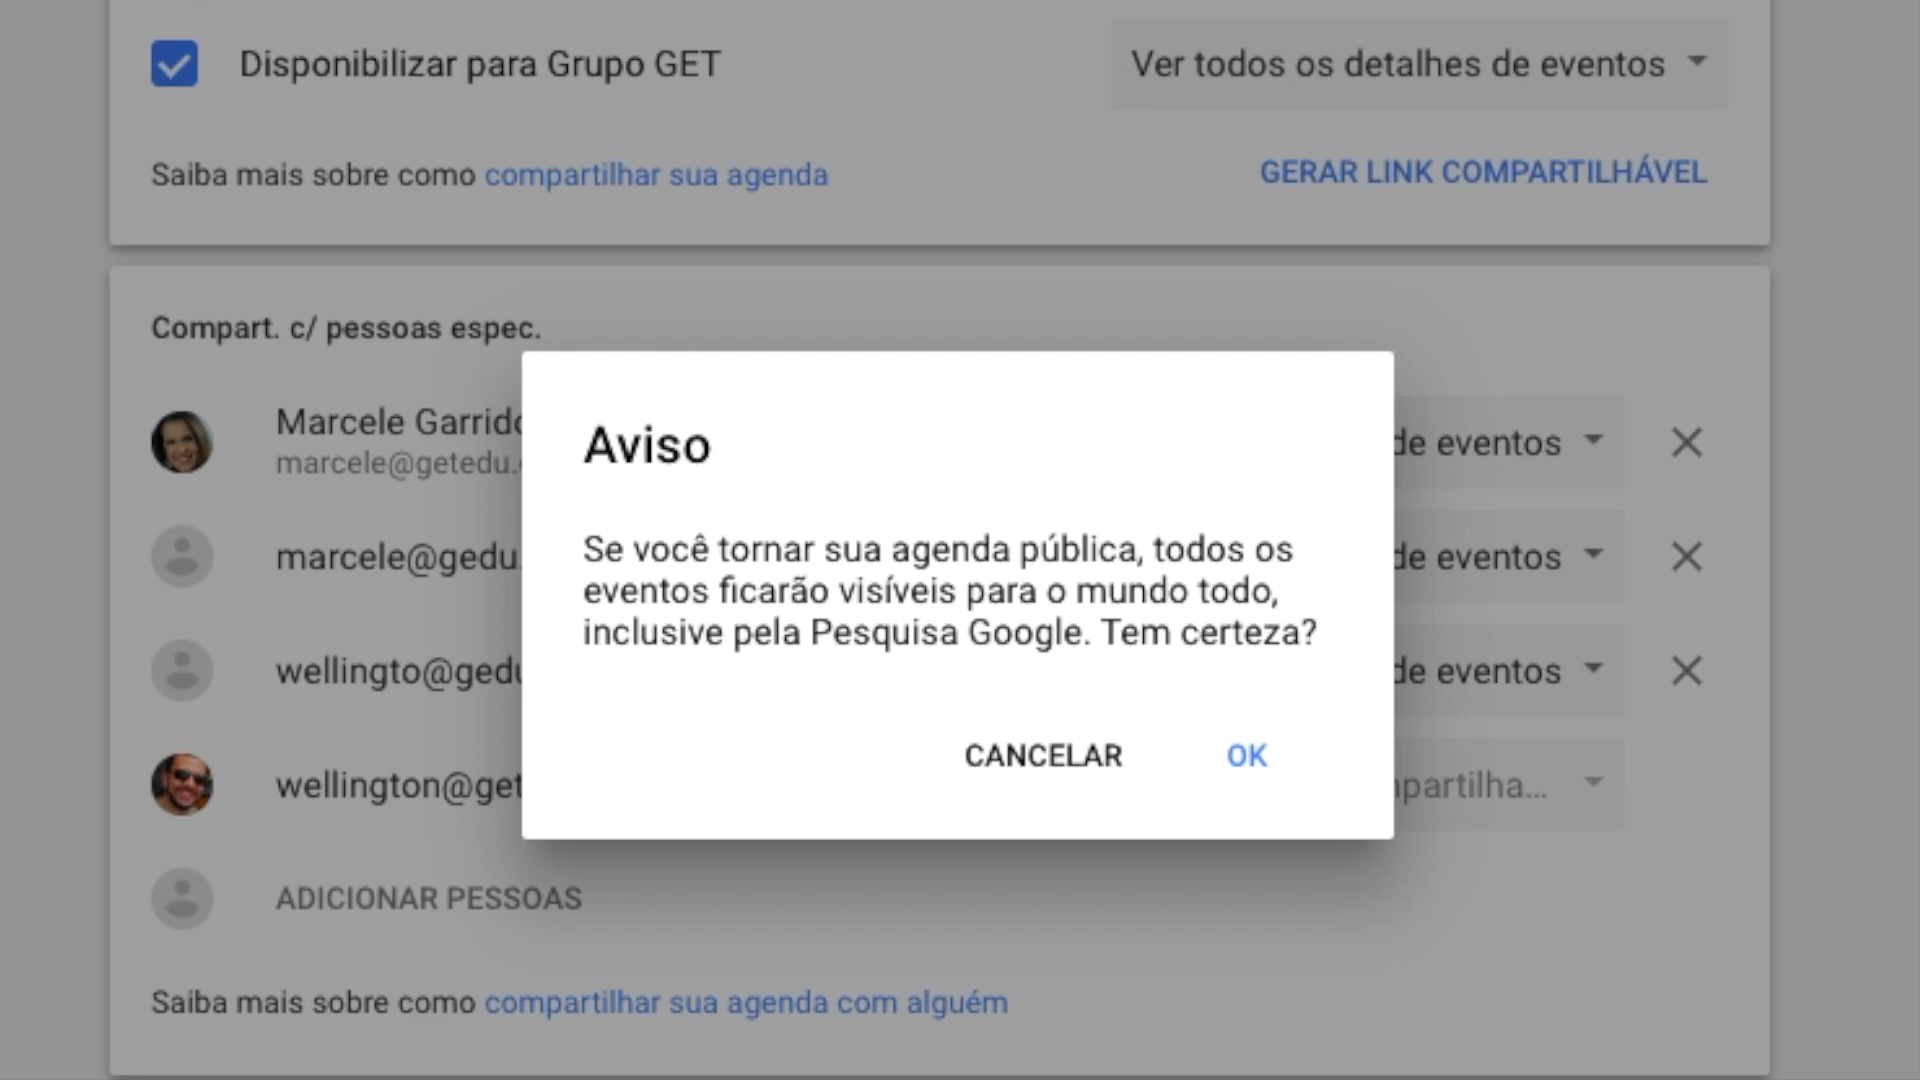 Disponibilizar para Grupo GET
Ver todos os detalhes de eventos
Saiba mais sobre como compartilhar sua agenda
GERAR LINK COMPARTILHÁVEL
Compart. c/ pessoas espec.
Marcele Garrido
marcele@getedu.
de eventos
marcele@gedu.
de eventos
wellingto@gedu
de eventos
wellington@get
partilha...
ADICIONAR PESSOAS
Saiba mais sobre como compartilhar sua agenda com alguém
Aviso
Se você tornar sua agenda pública, todos os
eventos ficarão visíveis para o mundo todo,
inclusive pela Pesquisa Google. Tem certeza?
CANCELAR
OK